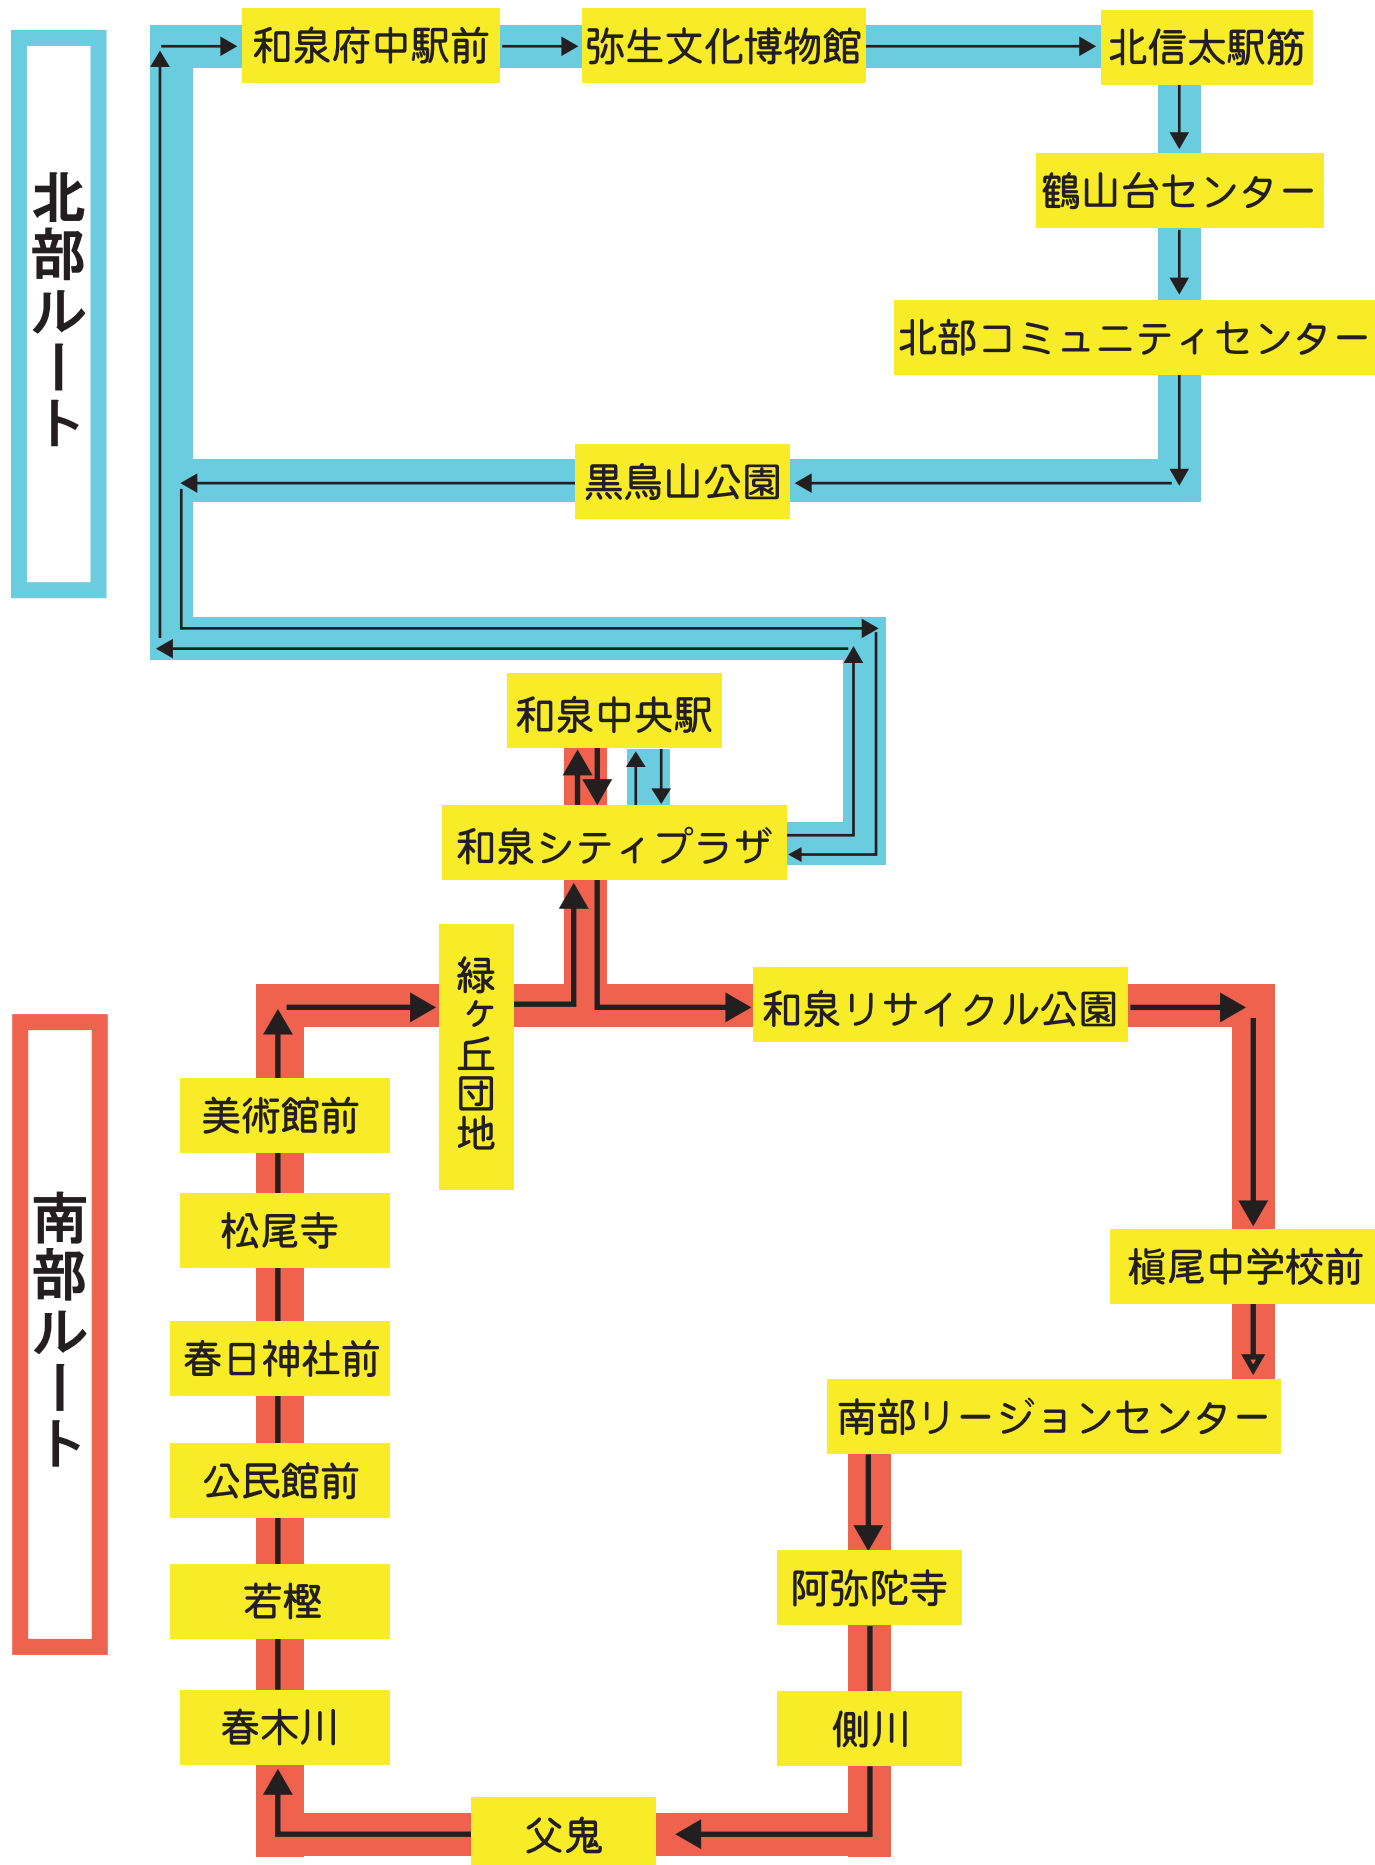 北部ルート
和泉府中駅前
弥生文化博物館
北信太駅筋
鶴山台センター
北部コミュニティセンター
黒鳥山公園
和泉中央駅
和泉シティプラザ
南部ルート
緑ヶ丘団地
和泉リサイクル公園
美術館前
松尾寺
槇尾中学校前
春日神社前
南部リージョンセンター
公民館前
阿弥陀寺
若樫
春木川
側川
父鬼